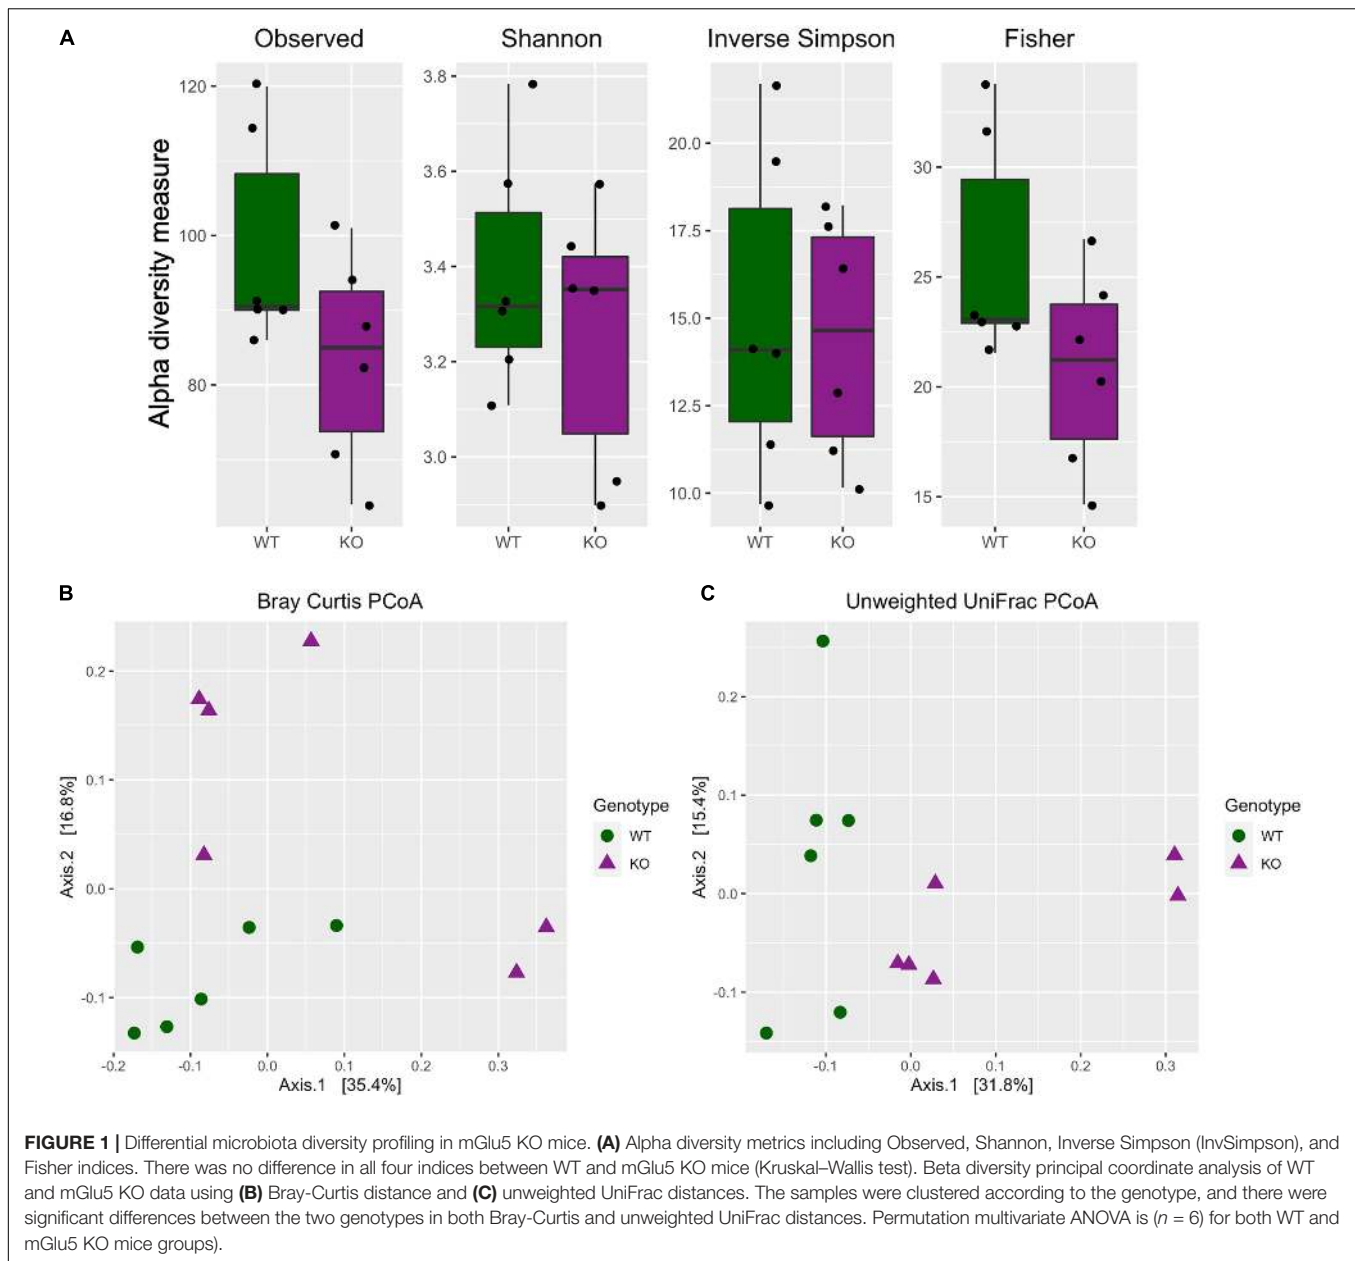 A
Observed
Shannon
Inverse Simpson
Fisher
Alpha diversity measure
120
100
80
WT
KO
3.8
3.6
3.4
3.2
3.0
WT
KO
20.0
17.5
15.0
12.5
10.0
WT
KO
30
25
20
15
WT
KO
B
Bray Curtis PCoA
Axis.2 [16.8%]
0.2
0.1
0.0
-0.1
-0.2
-0.1
0.0
0.1
0.2
0.3
Axis.1 [35.4%]
Genotype
WT
KO
C
Unweighted UniFrac PCoA
Axis.2 [15.4%]
0.2
0.1
0.0
-0.1
-0.1
0.0
0.1
0.2
0.3
Axis.1 [31.8%]
Genotype
WT
KO
FIGURE 1 | Differential microbiota diversity profiling in mGlu5 KO mice. (A) Alpha diversity metrics including Observed, Shannon, Inverse Simpson (InvSimpson), and
Fisher indices. There was no difference in all four indices between WT and mGlu5 KO mice (Kruskal–Wallis test). Beta diversity principal coordinate analysis of WT
and mGlu5 KO data using (B) Bray-Curtis distance and (C) unweighted UniFrac distances. The samples were clustered according to the genotype, and there were
significant differences between the two genotypes in both Bray-Curtis and unweighted UniFrac distances. Permutation multivariate ANOVA is (n = 6) for both WT and
mGlu5 KO mice groups).